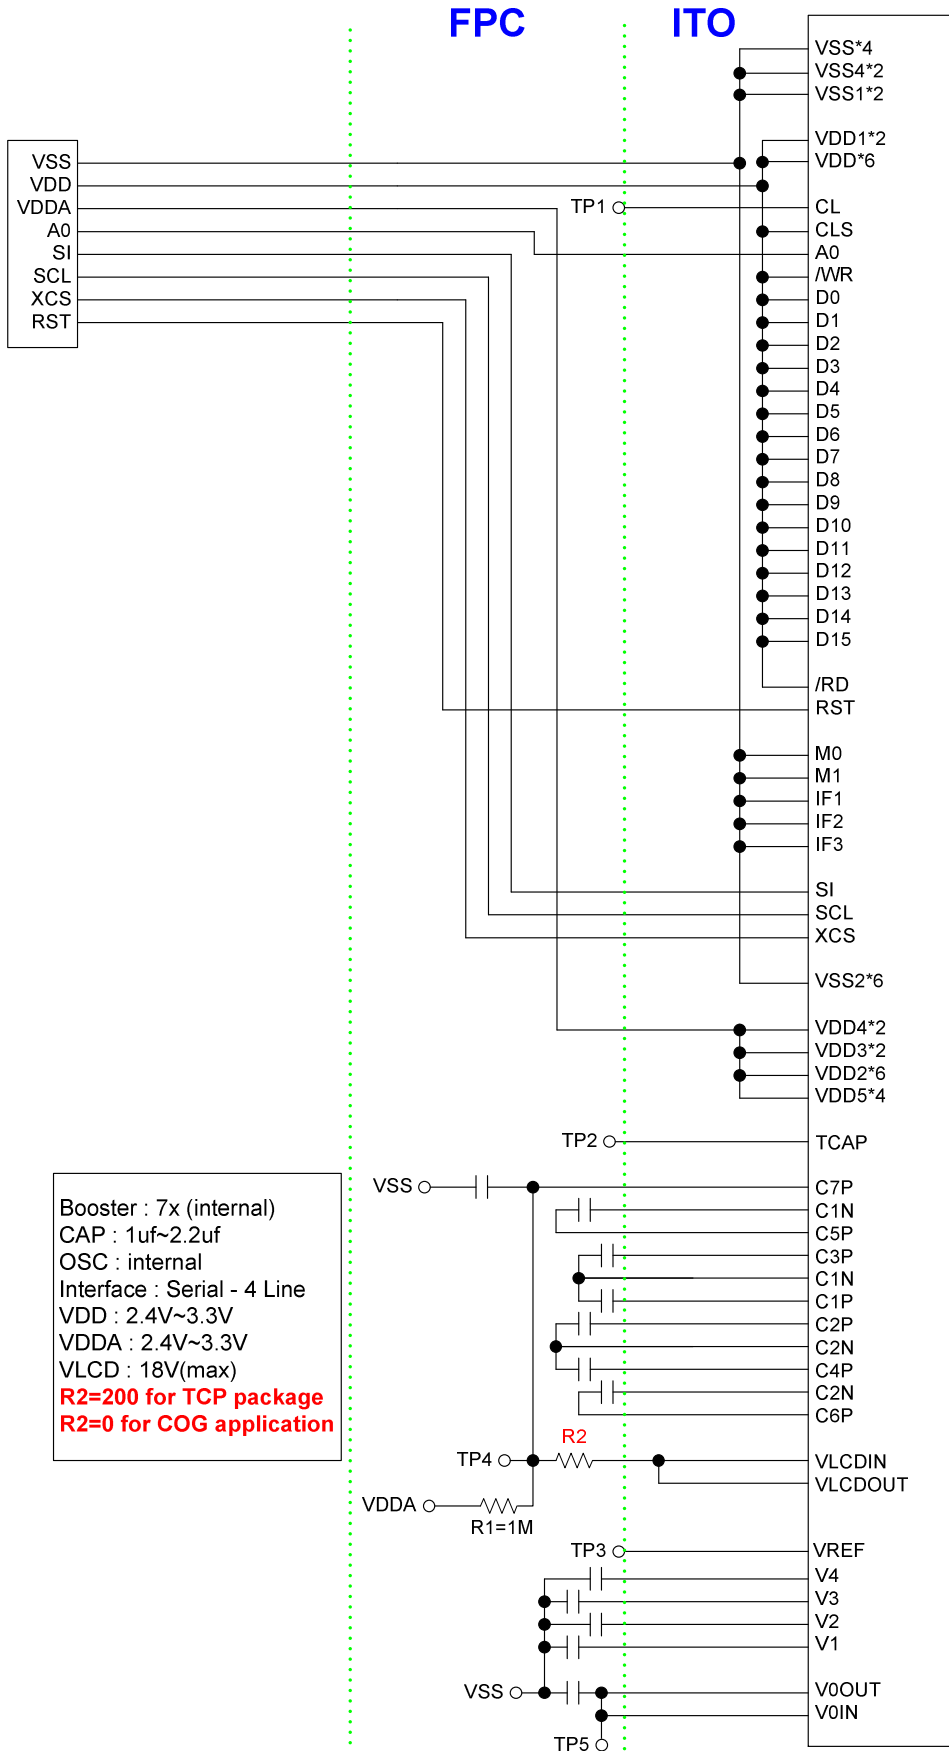 FPC
ITO
VSS
VDD
VDDA
A0
SI
SCL
XCS
RST
TP1
VSS*4
VSS4*2
VSS1*2
VDD1*2
VDD*6
CL
CLS
A0
/WR
D0
D1
D2
D3
D4
D5
D6
D7
D8
D9
D10
D11
D12
D13
D14
D15
/RD
RST
M0
M1
IF1
IF2
IF3
SI
SCL
XCS
VSS2*6
VDD4*2
VDD3*2
VDD2*6
VDD5*4
TP2
TCAP
VSS
C7P
C1N
C5P
C3P
C1N
C1P
C2P
C2N
C4P
C2N
C6P
Booster : 7x (internal)
CAP : 1uf~2.2uf
OSC : internal
Interface : Serial - 4 Line
VDD : 2.4V~3.3V
VDDA : 2.4V~3.3V
VLCD : 18V(max)
R2=200 for TCP package
R2=0 for COG application
R2
TP4
VLCDIN
VLCDOUT
VDDA
R1=1M
TP3
VREF
V4
V3
V2
V1
VSS
V0OUT
V0IN
TP5